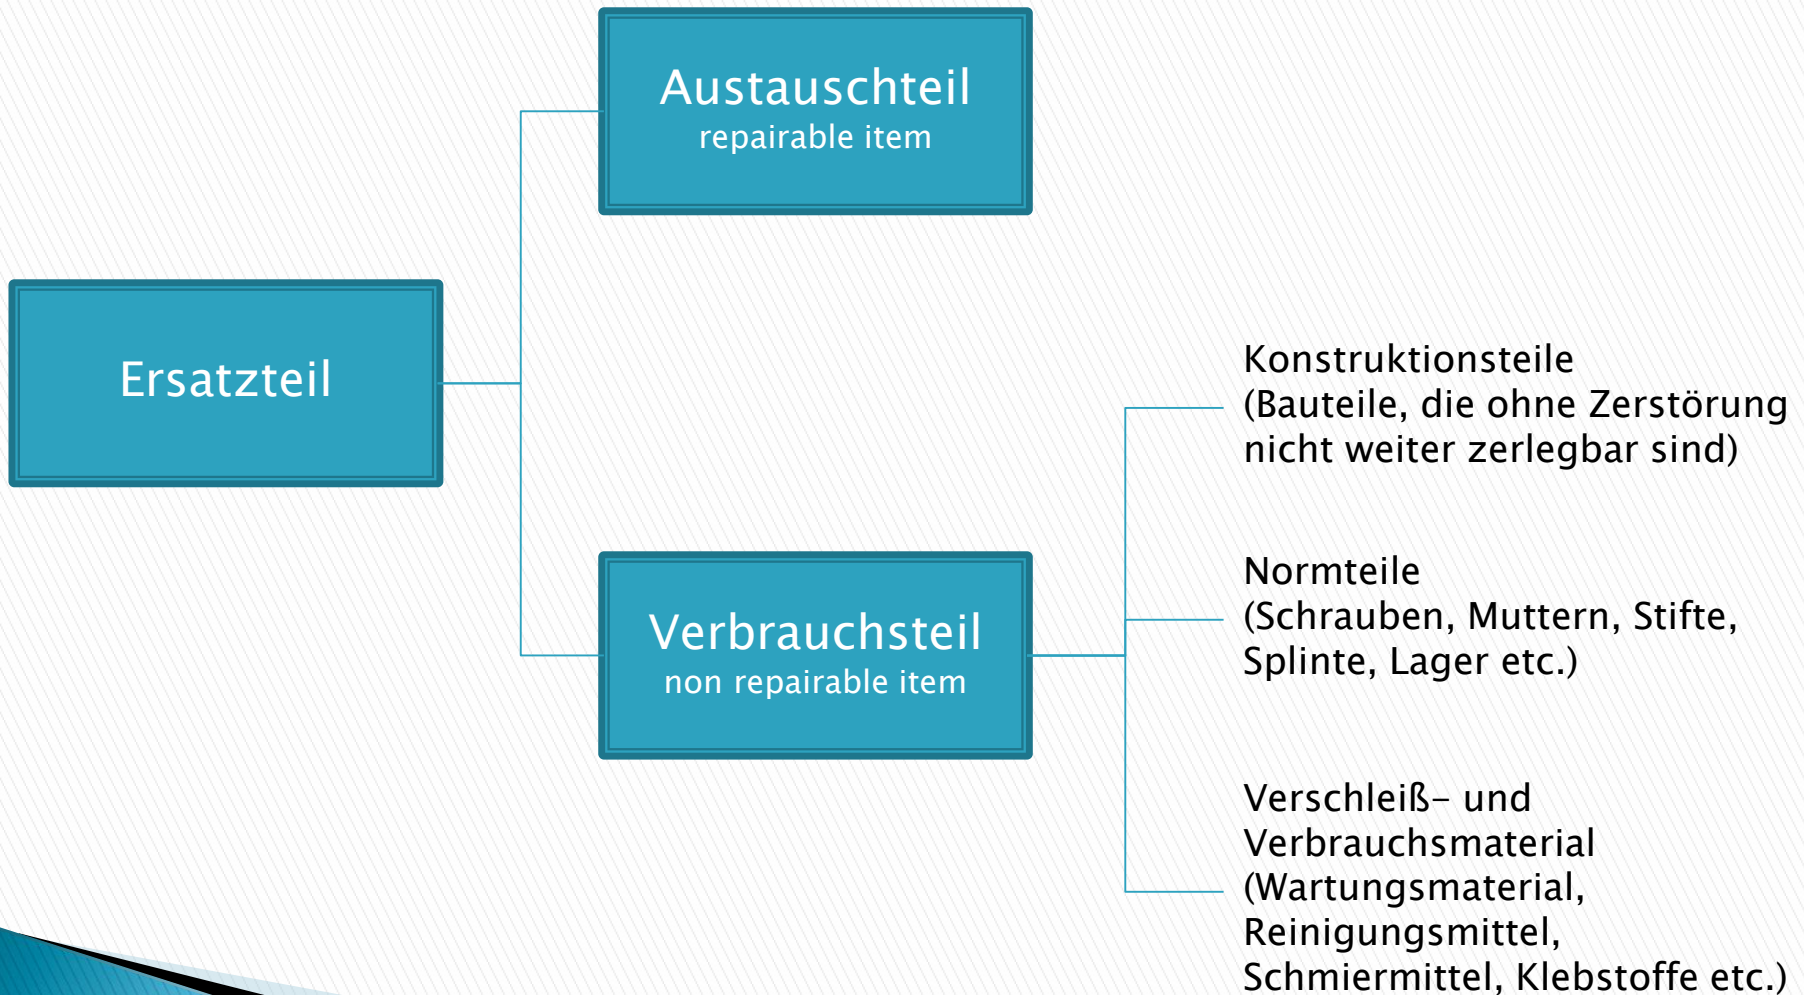 Austauschteil
repairable item
Ersatzteil
Verbrauchsteil
non repairable item
Konstruktionsteile
(Bauteile, die ohne Zerstörung
nicht weiter zerlegbar sind)
Normteile
(Schrauben, Muttern, Stifte,
Splinte, Lager etc.)
Verschleiß- und
Verbrauchsmaterial
(Wartungsmaterial,
Reinigungsmittel,
Schmiermittel, Klebstoffe etc.)